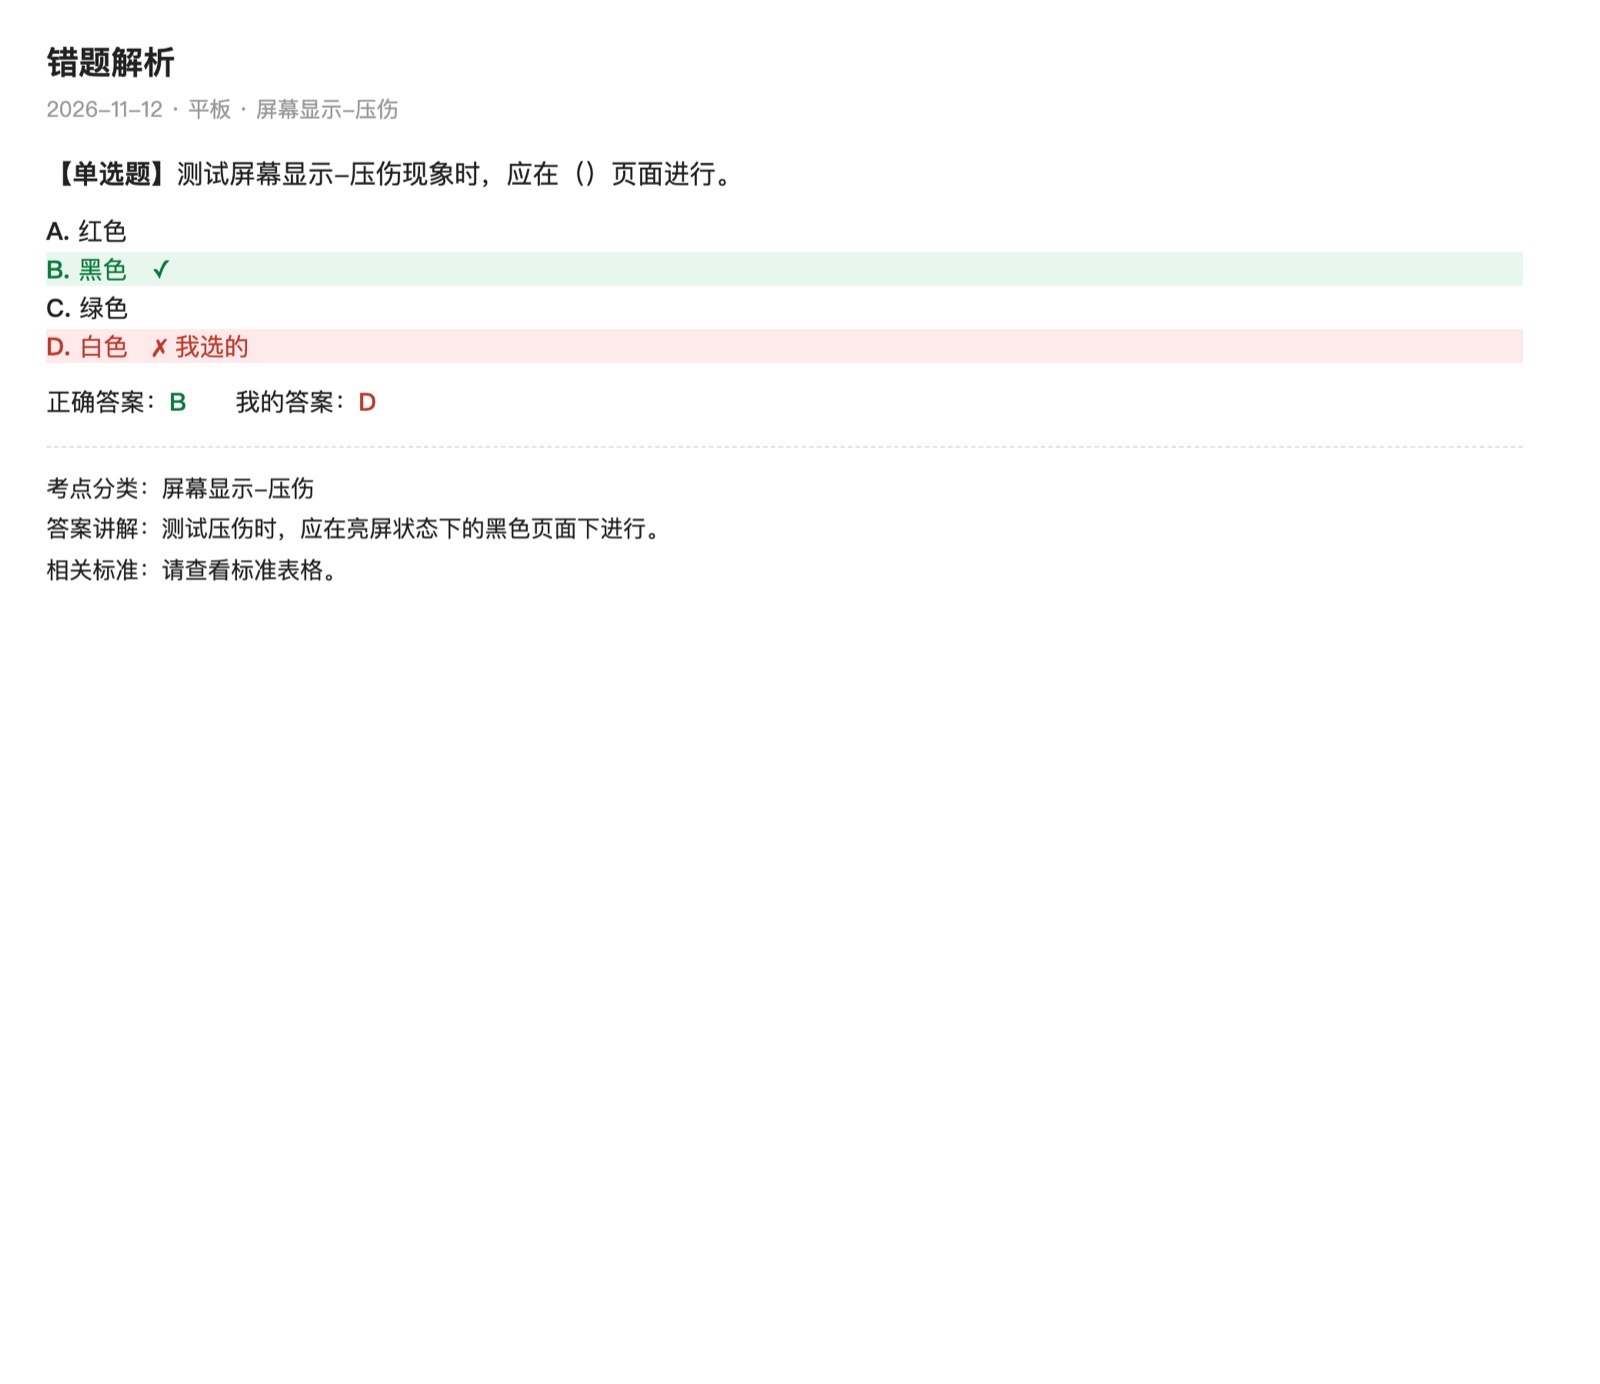 错题解析
2026-11-12 · 平板 · 屏幕显示-压伤
【单选题】测试屏幕显示-压伤现象时，应在（）页面进行。
A. 红色
B. 黑色 ✓
C. 绿色
D. 白色 ✗ 我选的
正确答案：B 我的答案：D
考点分类：屏幕显示-压伤
答案讲解：测试压伤时，应在亮屏状态下的黑色页面下进行。
相关标准：请查看标准表格。